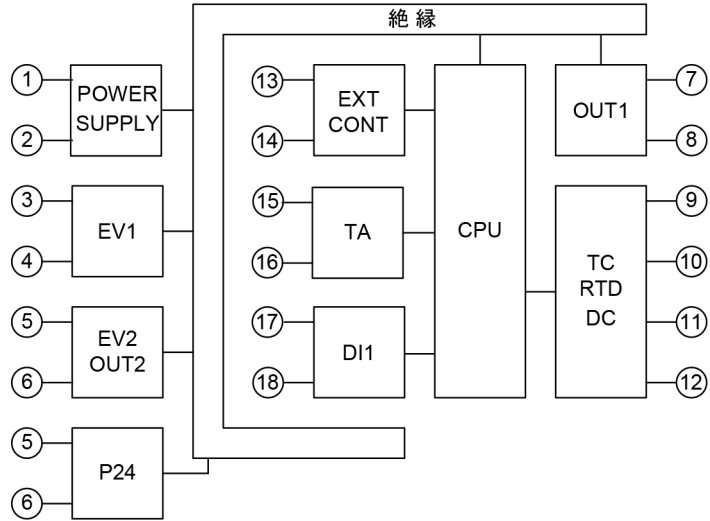 絶縁
①
②
POWER
SUPPLY
③
④
EV1
⑤
⑥
EV2
OUT2
⑤
⑥
P24
⑬
⑭
EXT
CONT
⑮
⑯
TA
⑰
⑱
DI1
CPU
OUT1
⑦
⑧
TC
RTD
DC
⑨
⑩
⑪
⑫